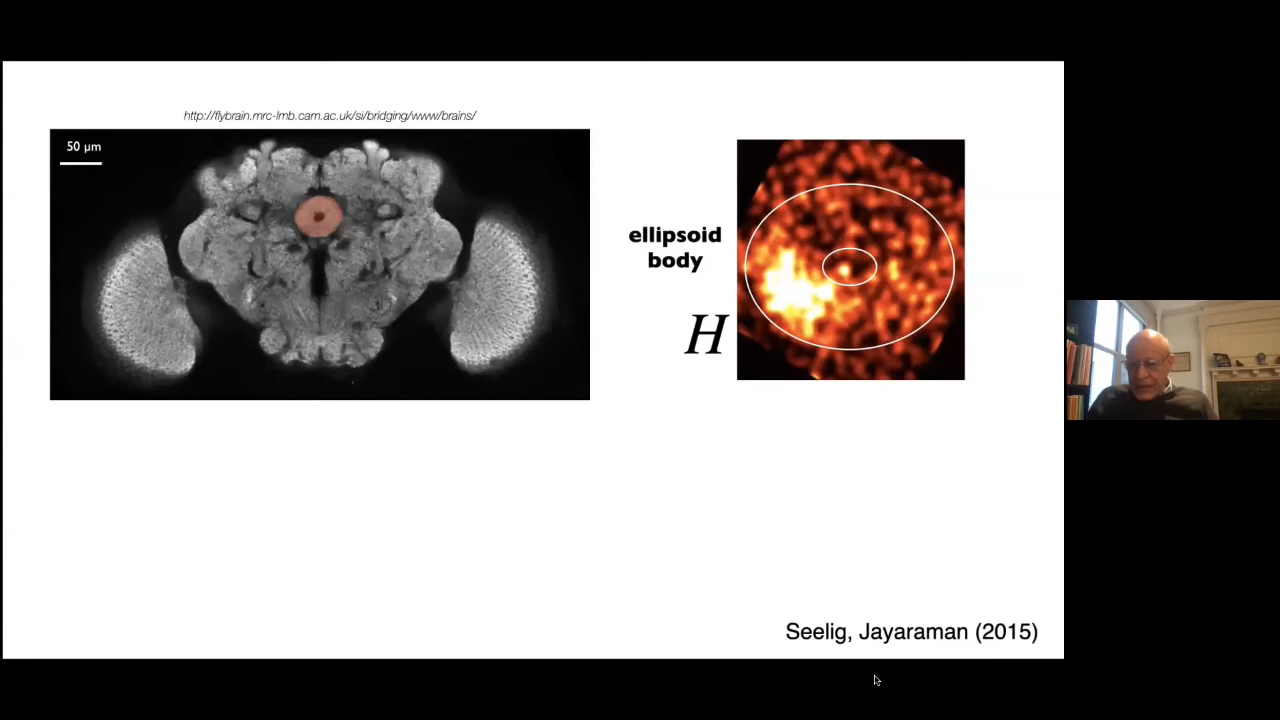 http://flybrain.mrc-lmb.cam.ac.uk/si/bridging/www/brains/
50 μm
ellipsoid
body
H
Seelig, Jayaraman (2015)